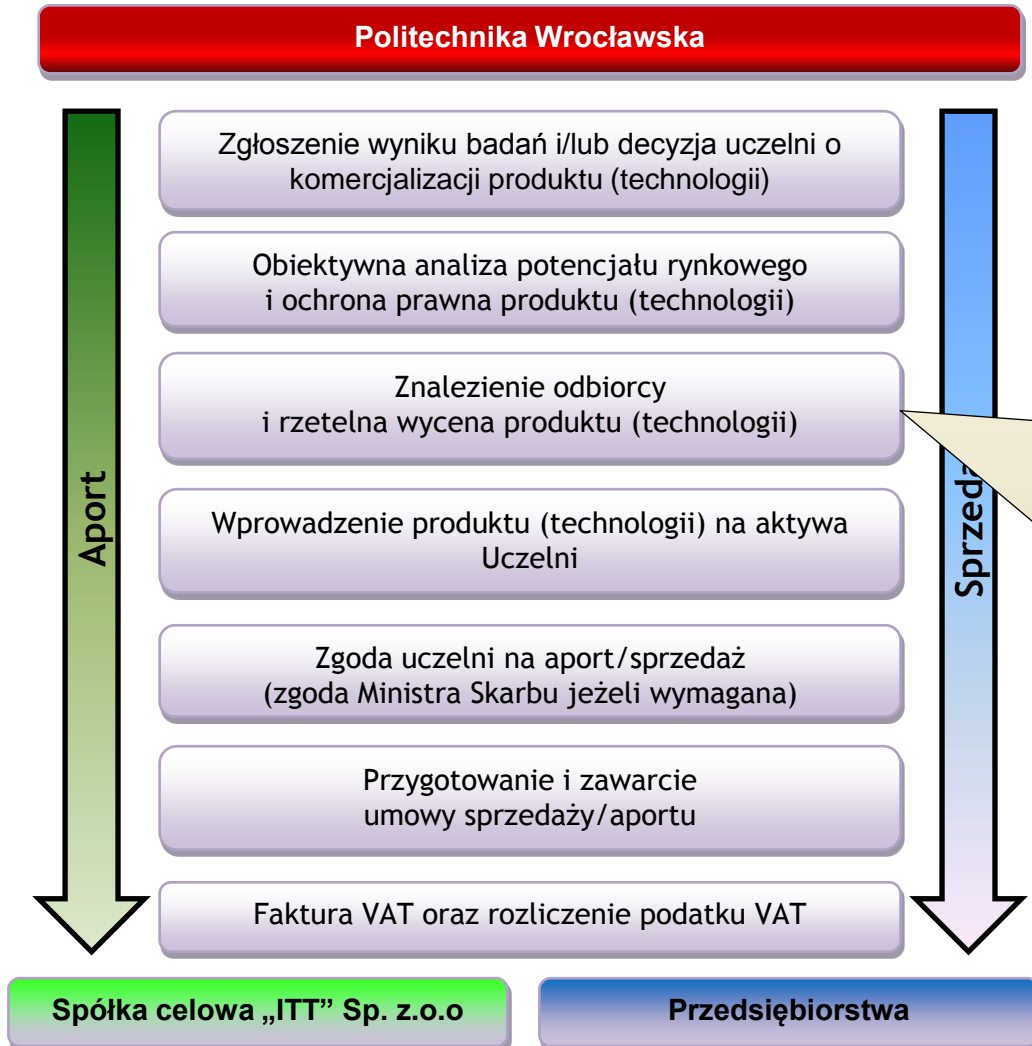 Politechnika Wrocławska
Zgłoszenie wyniku badań i/lub decyzja uczelni o
komercjalizacji produktu (technologii)
Obiektywna analiza potencjału rynkowego
i ochrona prawna produktu (technologii)
Znalezienie odbiorcy
i rzetelna wycena produktu (technologii)
Aport
Wprowadzenie produktu (technologii) na aktywa
Uczelni
Zgoda uczelni na aport/sprzedaż
(zgoda Ministra Skarbu jeżeli wymagana)
Przygotowanie i zawarcie
umowy sprzedaży/aportu
Faktura VAT oraz rozliczenie podatku VAT
Spółka celowa „ITT” Sp. z.o.o
Przedsiębiorstwa